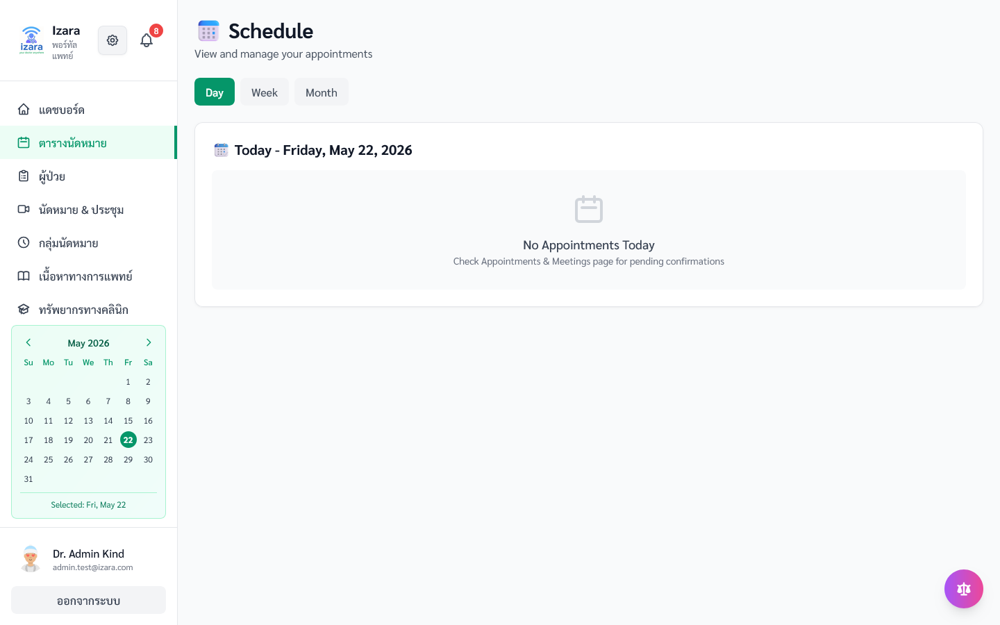 izara
Izara
พอร์ทัล
แพทย์
8
แดชบอร์ด
ตารางนัดหมาย
ผู้ป่วย
นัดหมาย & ประชุม
กลุ่มนัดหมาย
เนื้อหาทางการแพทย์
ทรัพยากรทางคลินิก
May 2026
Su Mo Tu We Th Fr Sa
1 2
3 4 5 6 7 8 9
10 11 12 13 14 15 16
17 18 19 20 21 22 23
24 25 26 27 28 29 30
31
Selected: Fri, May 22
Dr. Admin Kind
admin.test@izara.com
ออกจากระบบ
Schedule
View and manage your appointments
Day Week Month
Today - Friday, May 22, 2026
No Appointments Today
Check Appointments & Meetings page for pending confirmations